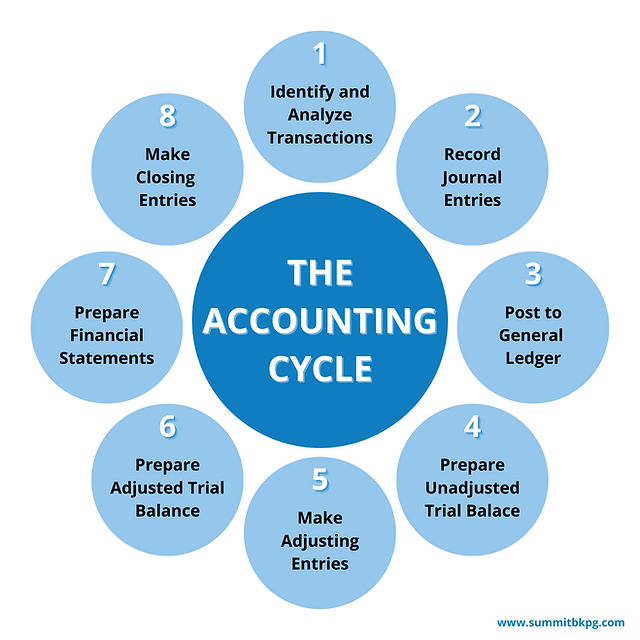 THE
ACCOUNTING
CYCLE
1
Identify and
Analyze
Transactions
2
Record
Journal
Entries
3
Post to
General
Ledger
4
Prepare
Unadjusted
Trial Balace
5
Make
Adjusting
Entries
6
Prepare
Adjusted Trial
Balance
7
Prepare
Financial
Statements
8
Make
Closing
Entries
www.summitbkpg.com